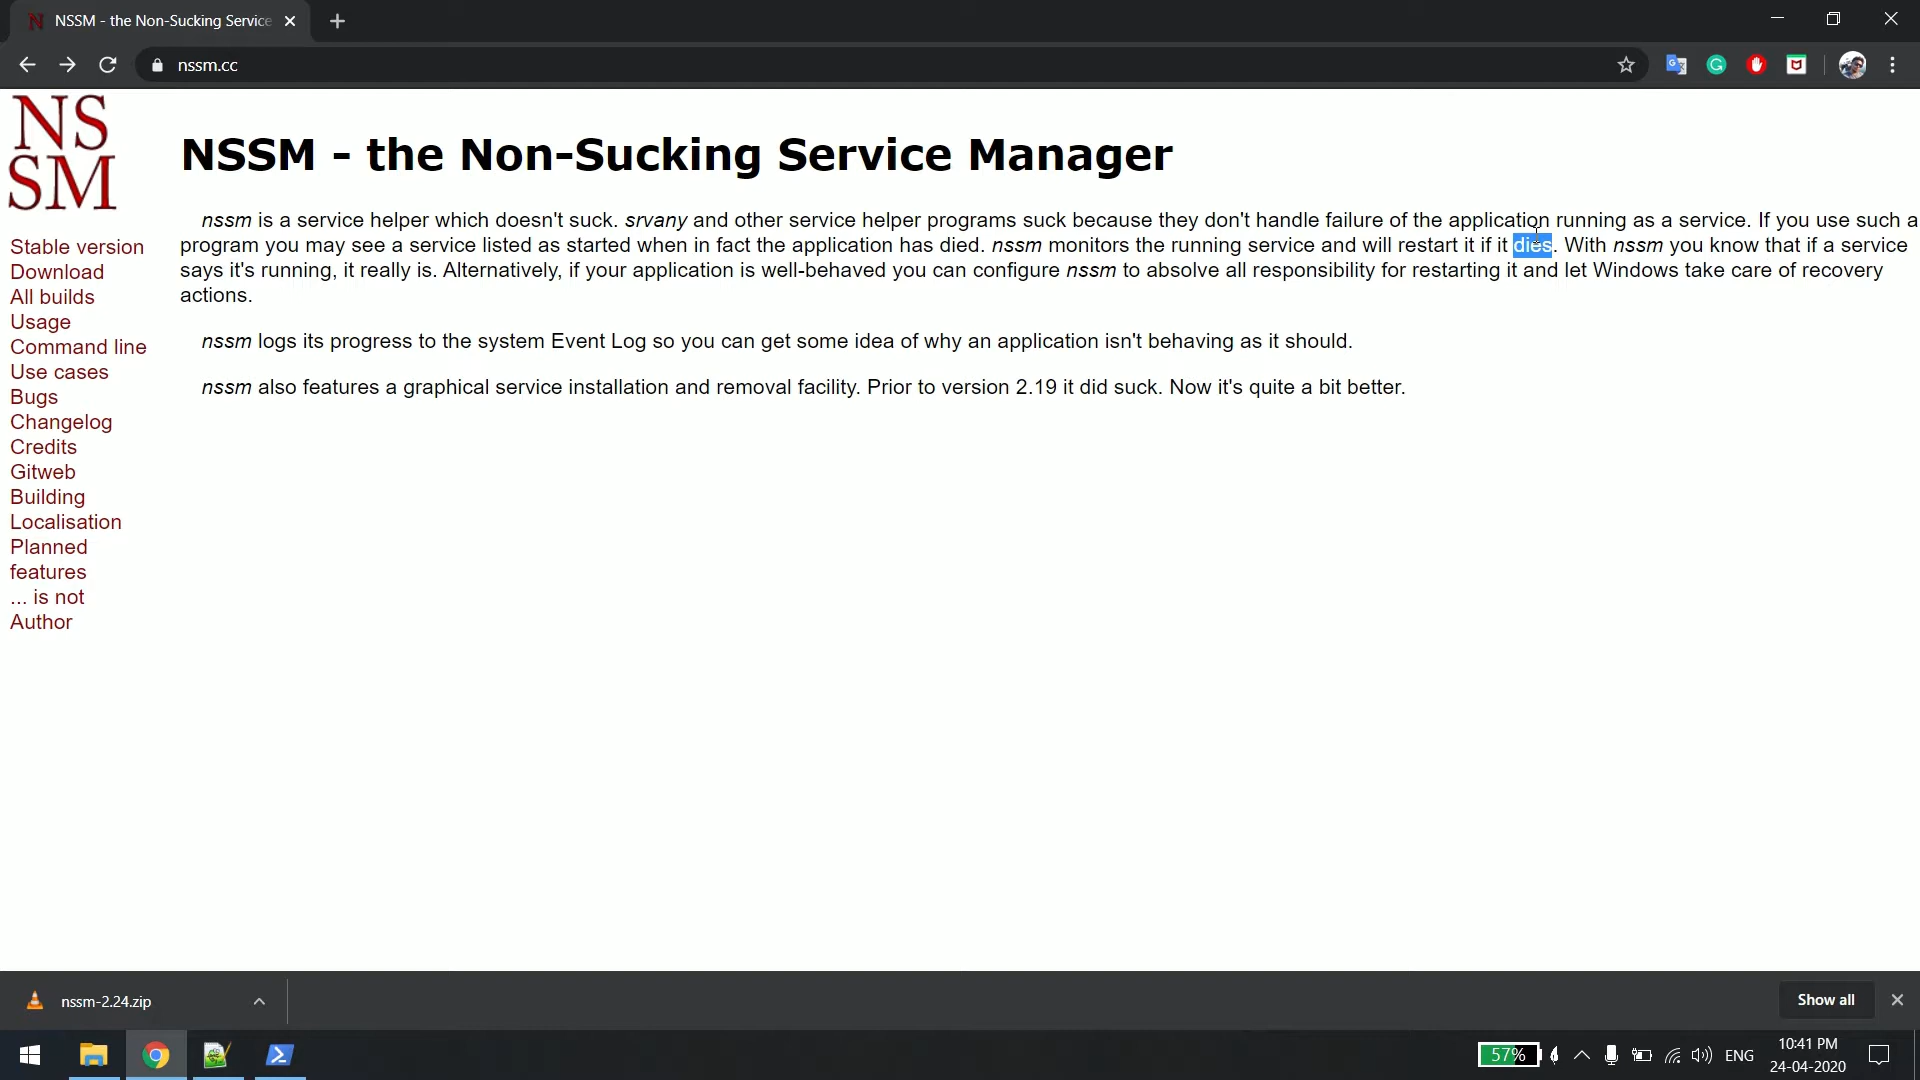 NSSM - the Non-Sucking Service
nssm.cc
NS
SM
NSSM - the Non-Sucking Service Manager
nssm is a service helper which doesn't suck. srvany and other service helper programs suck because they don't handle failure of the application running as a service. If you use such a
program you may see a service listed as started when in fact the application has died. nssm monitors the running service and will restart it if it dies. With nssm you know that if a service
says it's running, it really is. Alternatively, if your application is well-behaved you can configure nssm to absolve all responsibility for restarting it and let Windows take care of recovery
actions.
nssm logs its progress to the system Event Log so you can get some idea of why an application isn't behaving as it should.
nssm also features a graphical service installation and removal facility. Prior to version 2.19 it did suck. Now it's quite a bit better.
Stable version
Download
All builds
Usage
Command line
Use cases
Bugs
Changelog
Credits
Gitweb
Building
Localisation
Planned
features
... is not
Author
nssm-2.24.zip
Show all
57%
ENG
10:41 PM
24-04-2020